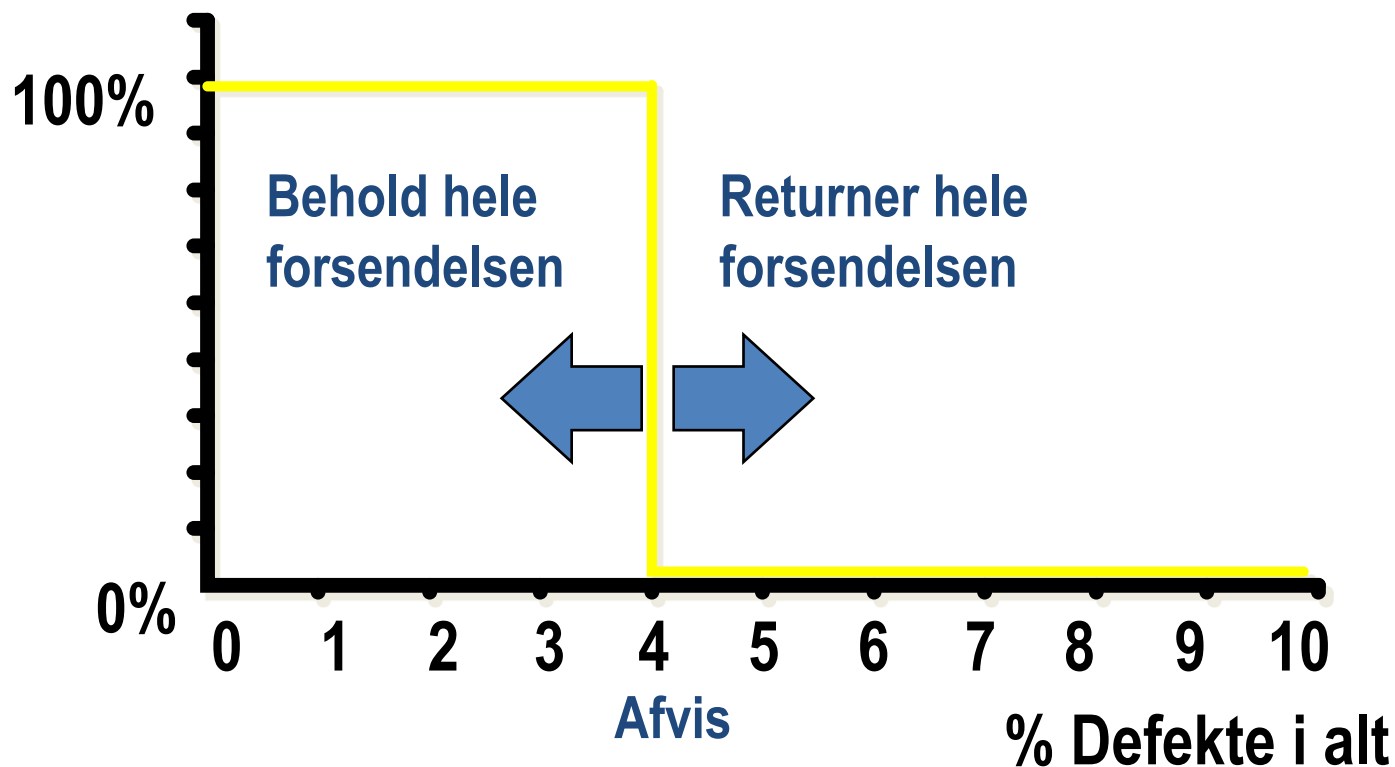 100%
Behold hele
forsendelsen
Returner hele
forsendelsen
0%
0 1 2 3 4 5 6 7 8 9 10
Afvis
% Defekte i alt